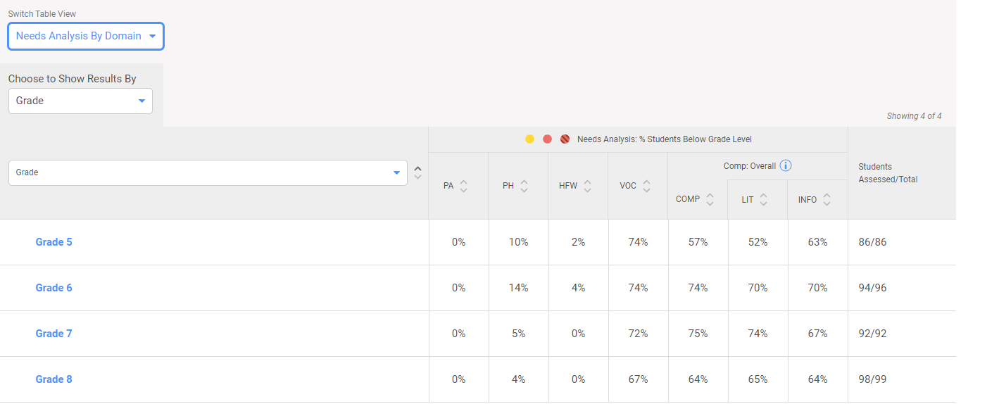 Switch Table View
Needs Analysis By Domain
Choose to Show Results By
Grade
Showing 4 of 4
Needs Analysis: % Students Below Grade Level
Grade
PA
PH
HFW
VOC
Comp: Overall
COMP
LIT
INFO
Students
Assessed/Total
Grade 5 0% 10% 2% 74% 57% 52% 63% 86/86
Grade 6 0% 14% 4% 74% 74% 70% 70% 94/96
Grade 7 0% 5% 0% 72% 75% 74% 67% 92/92
Grade 8 0% 4% 0% 67% 64% 65% 64% 98/99